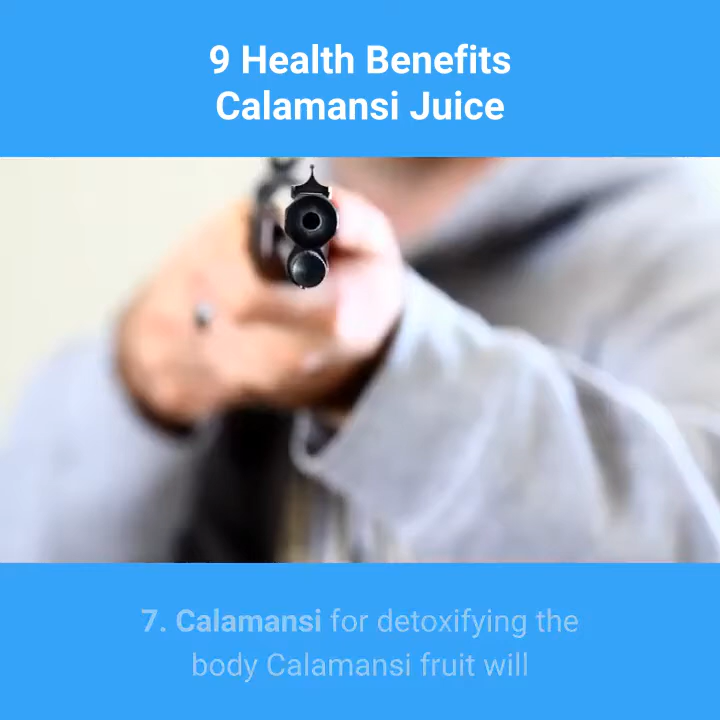 9 Health Benefits
Calamansi Juice
7. Calamansi for detoxifying the
body Calamansi fruit will